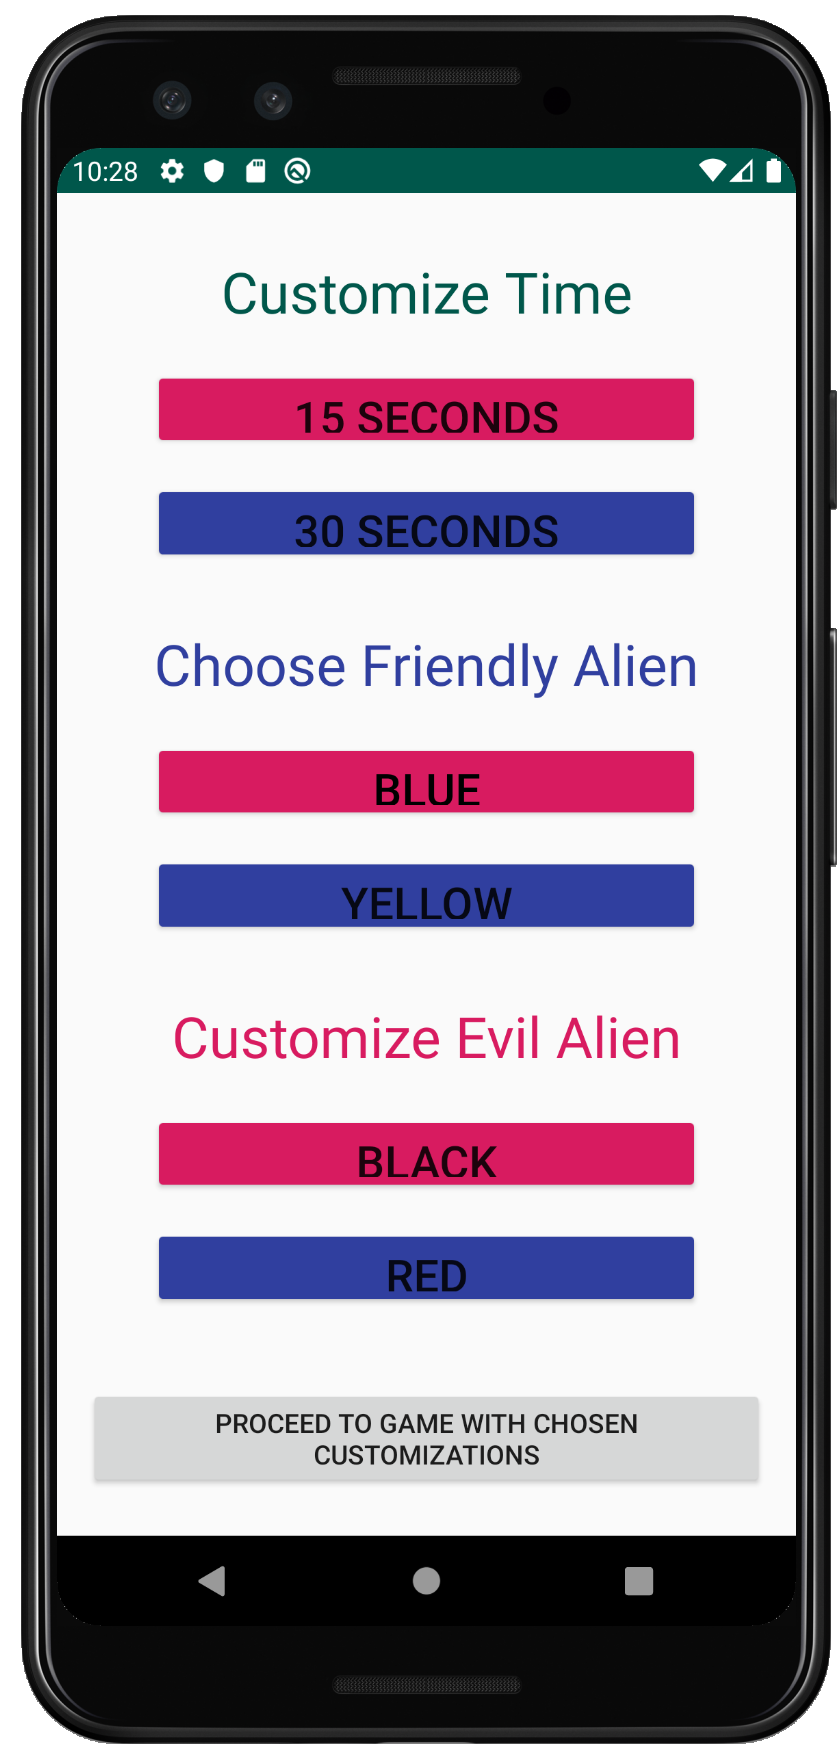 10:28
Customize Time
15 SECONDS
30 SECONDS
Choose Friendly Alien
BLUE
YELLOW
Customize Evil Alien
BLACK
RED
PROCEED TO GAME WITH CHOSEN
CUSTOMIZATIONS